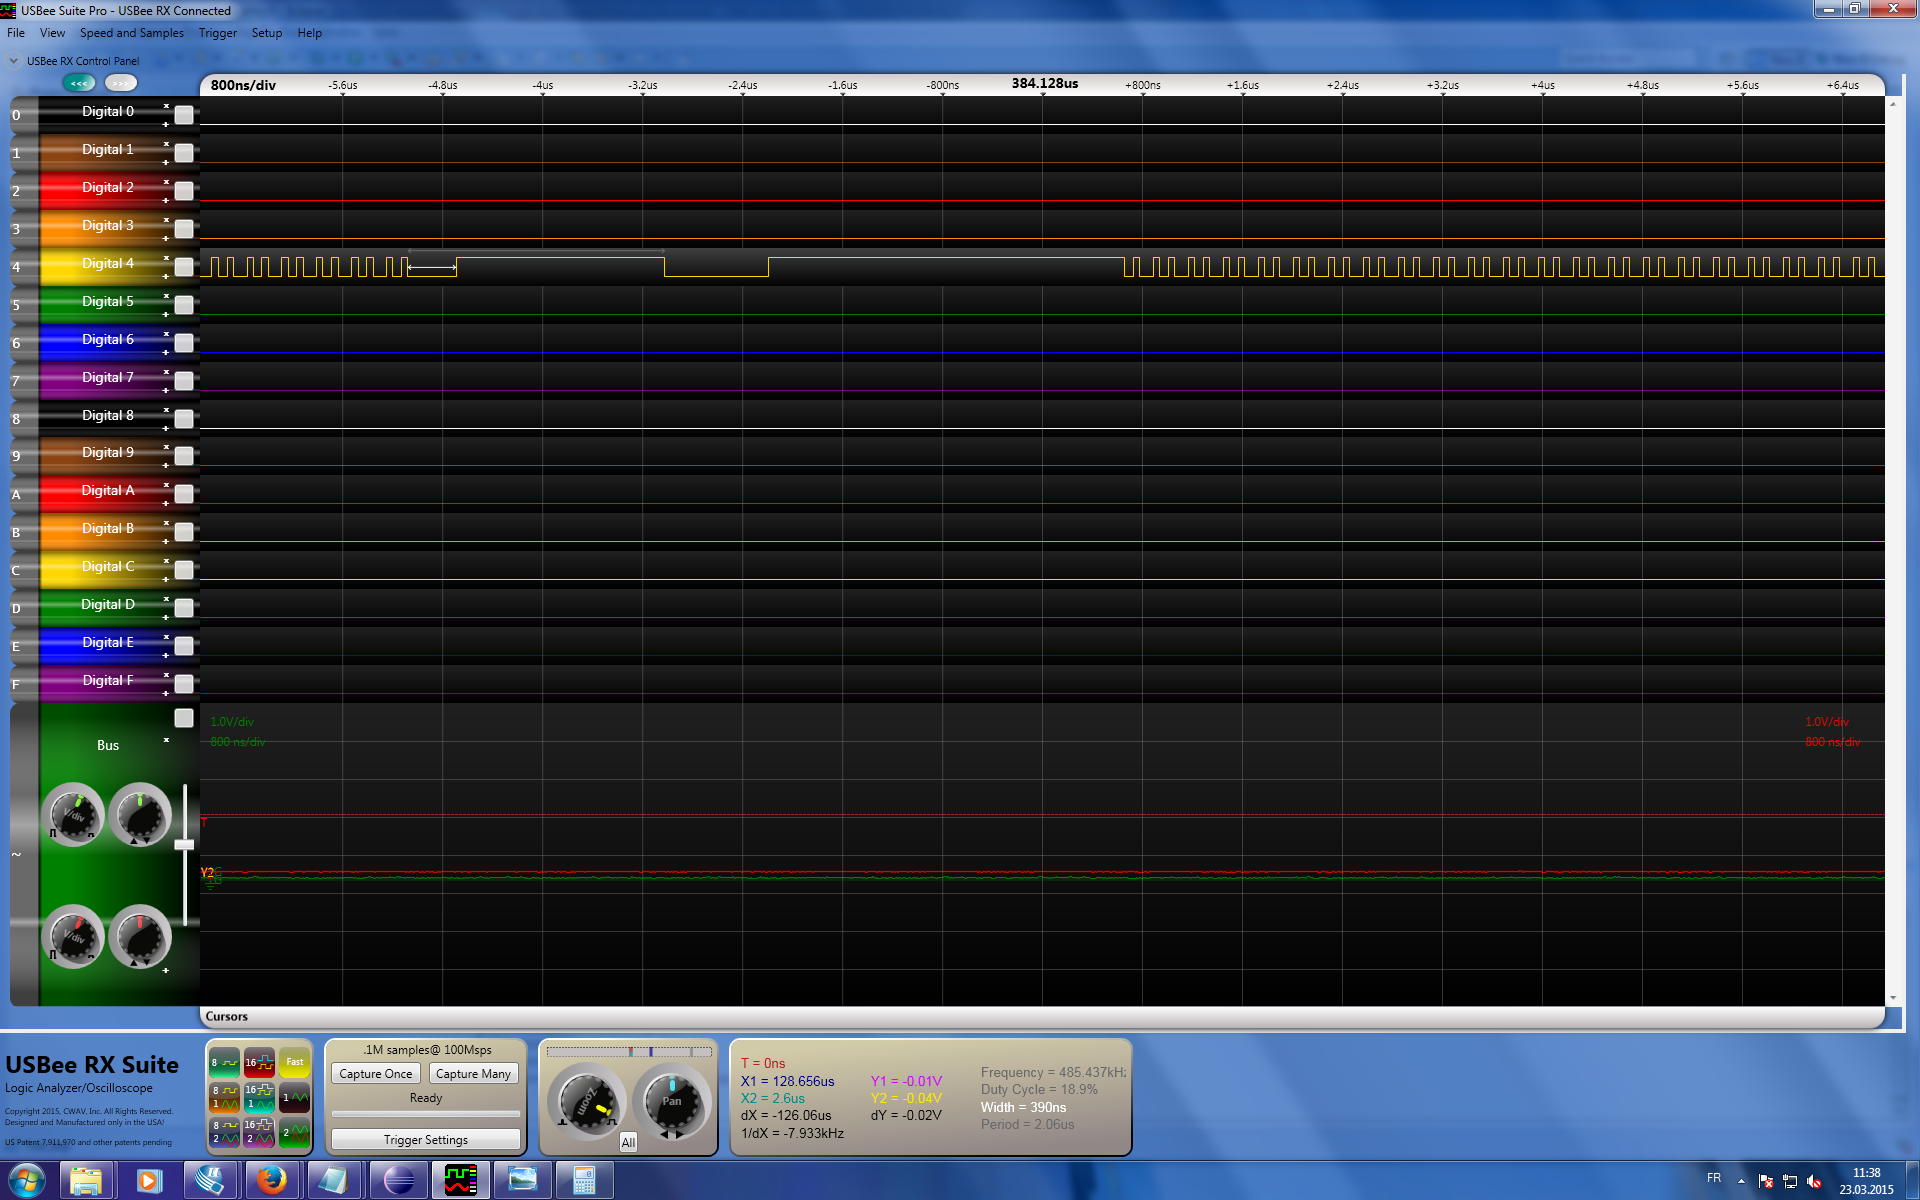 USBee Suite Pro - USBee RX Connected
File View Speed and Samples Trigger Setup Help
USBee RX Control Panel
<<< >>>
800ns/div -5.6us -4.8us -4us -3.2us -2.4us -1.6us -800ns 384.128us +800ns +1.6us +2.4us +3.2us +4us +4.8us +5.6us +6.4us
0 Digital 0
1 Digital 1
2 Digital 2
3 Digital 3
4 Digital 4
5 Digital 5
6 Digital 6
7 Digital 7
8 Digital 8
9 Digital 9
A Digital A
B Digital B
C Digital C
D Digital D
E Digital E
F Digital F
1.0V/div 1.0V/div
Bus 800 ns/div 800 ns/div
V/div
T
~
Y2
V/div
Cursors
USBee RX Suite
Logic Analyzer/Oscilloscope
Copyright 2015, CWAV, Inc. All Rights Reserved.
Designed and Manufactured only in the USA!
US Patent 7,911,970 and other patents pending
8 16 Fast
8 1 16 1 1
8 2 16 2 2
.1M samples@ 100Msps
Capture Once Capture Many
Ready
Trigger Settings
Zoom Pan
All
T = 0ns
X1 = 128.656us Y1 = -0.01V
X2 = 2.6us Y2 = -0.04V
dX = -126.06us dY = -0.02V
1/dX = -7.933kHz
Frequency = 485.437kHz
Duty Cycle = 18.9%
Width = 390ns
Period = 2.06us
FR
11:38
23.03.2015